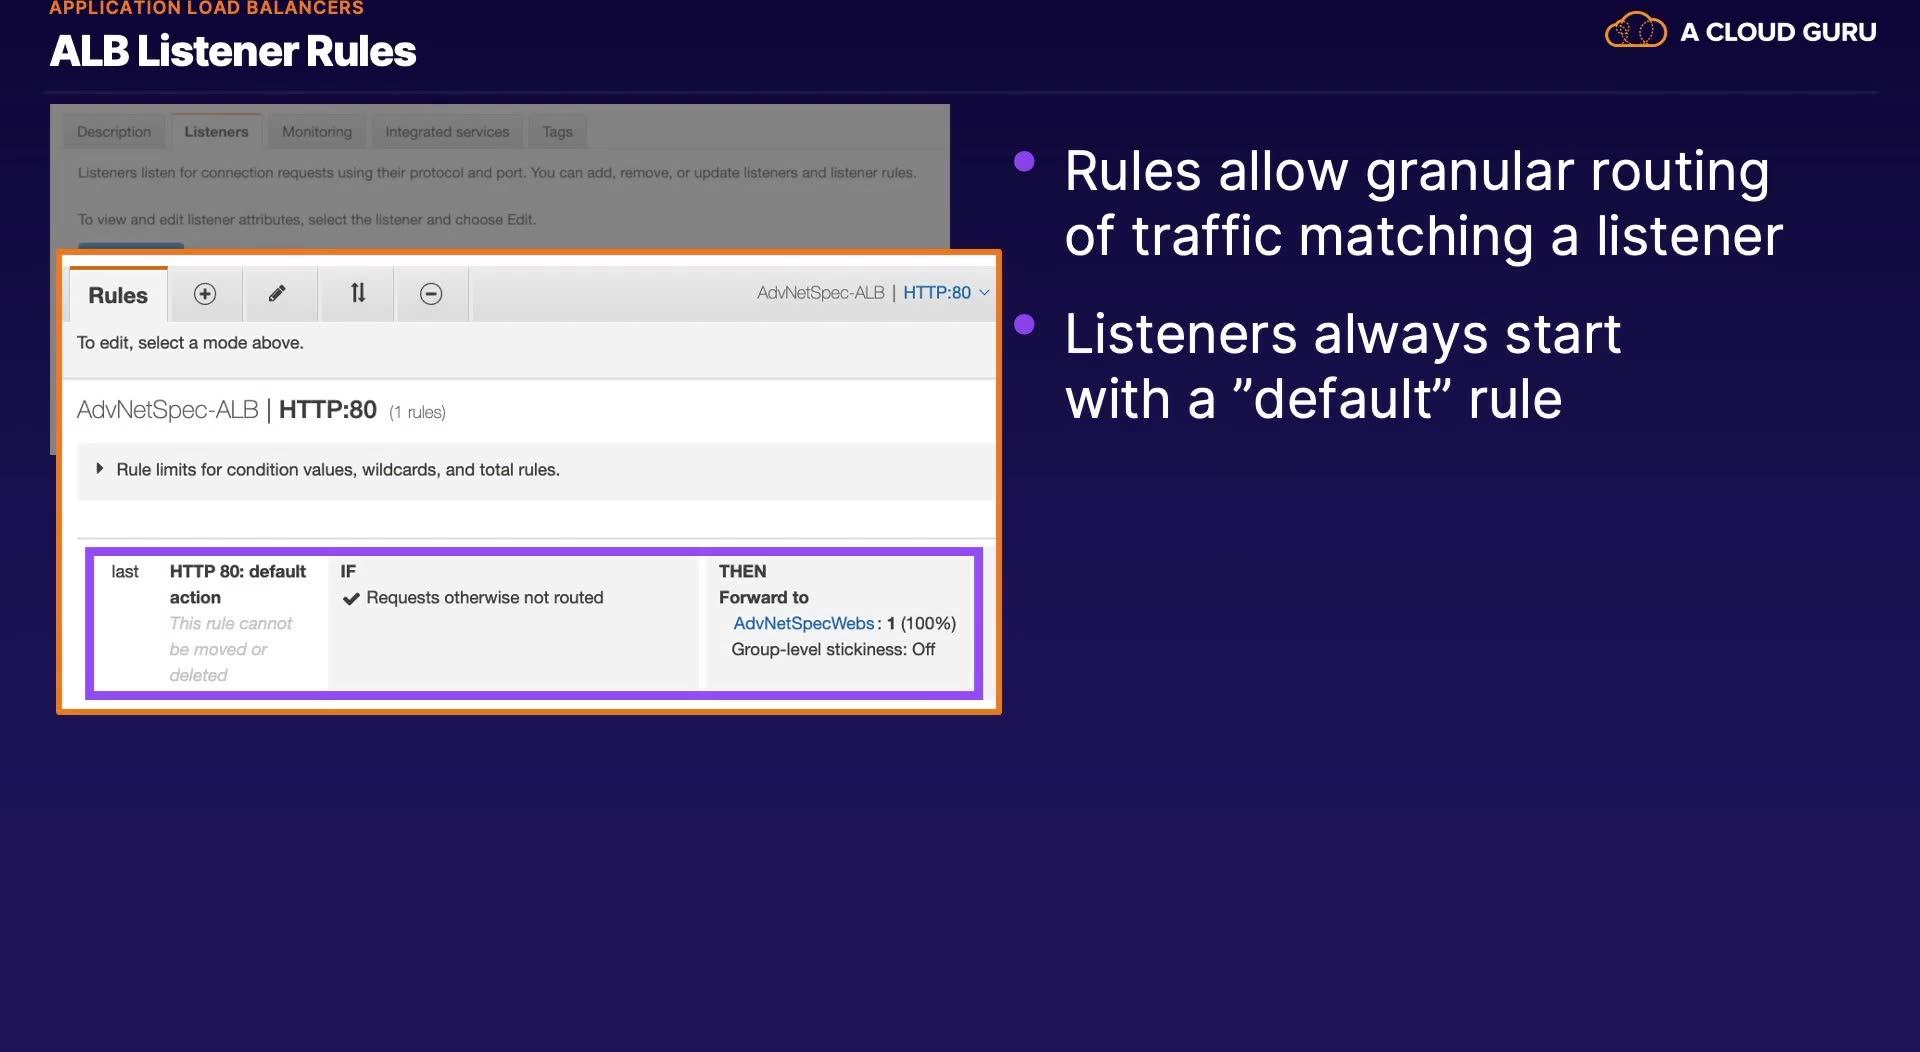 APPLICATION LOAD BALANCERS
ALB Listener Rules
A CLOUD GURU
Description Listeners Monitoring Integrated services Tags
Listeners listen for connection requests using their protocol and port. You can add, remove, or update listeners and listener rules.
To view and edit listener attributes, select the listener and choose Edit.
Rules AdvNetSpec-ALB | HTTP:80
To edit, select a mode above.
AdvNetSpec-ALB | HTTP:80 (1 rules)
Rule limits for condition values, wildcards, and total rules.
last HTTP 80: default action
This rule cannot
be moved or
deleted
IF
Requests otherwise not routed
THEN
Forward to
AdvNetSpecWebs: 1 (100%)
Group-level stickiness: Off
Rules allow granular routing
of traffic matching a listener
Listeners always start
with a ”default” rule